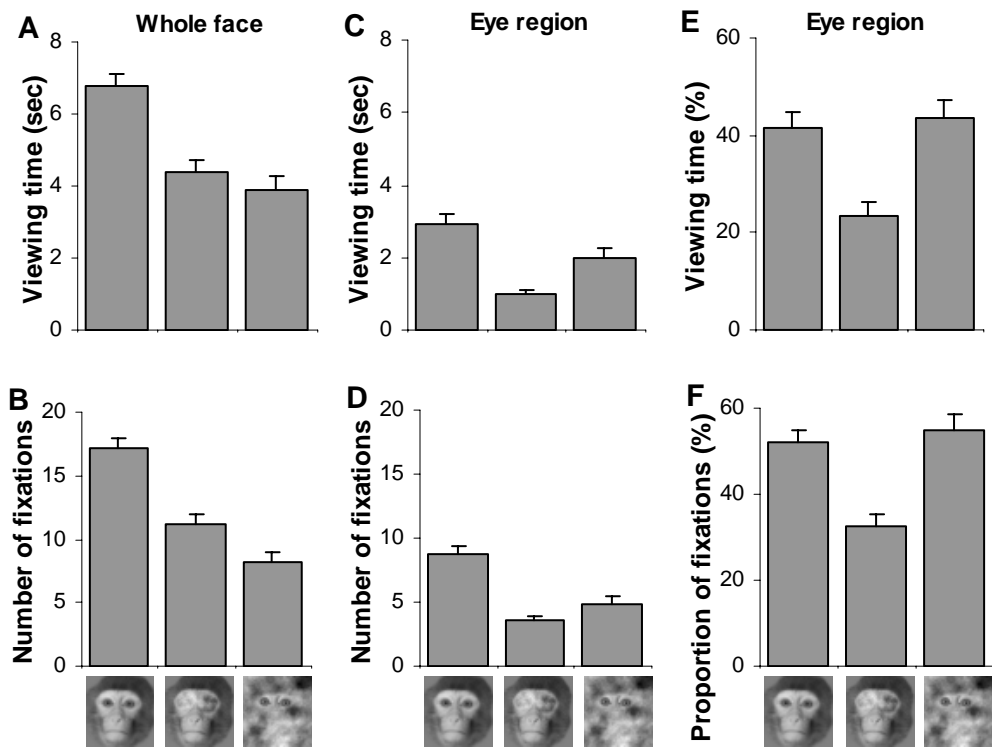 A
Whole face
Viewing time (sec)
8
6
4
2
0
C
Eye region
Viewing time (sec)
8
6
4
2
0
E
Eye region
Viewing time (%)
60
40
20
0
B
Number of fixations
20
15
10
5
0
D
Number of fixations
20
15
10
5
0
F
Proportion of fixations (%)
60
40
20
0